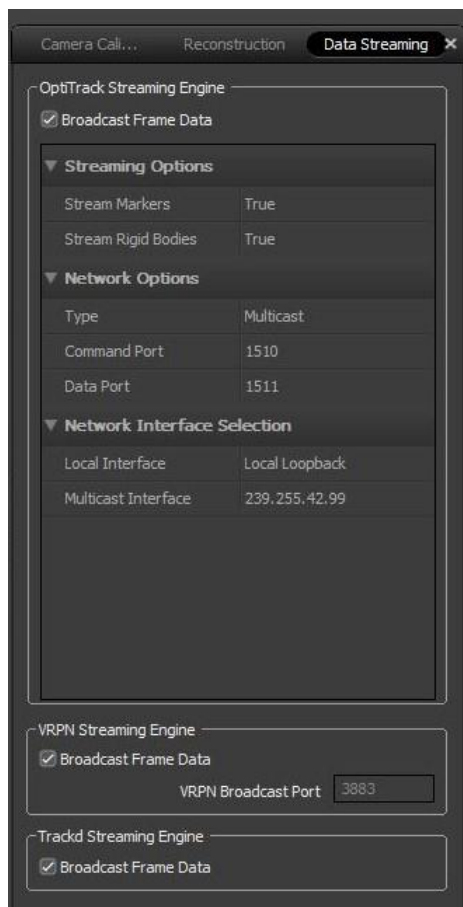 Camera Cali... Reconstruction Data Streaming
OptiTrack Streaming Engine
Broadcast Frame Data
Streaming Options
Stream Markers True
Stream Rigid Bodies True
Network Options
Type Multicast
Command Port 1510
Data Port 1511
Network Interface Selection
Local Interface Local Loopback
Multicast Interface 239.255.42.99
VRPN Streaming Engine
Broadcast Frame Data
VRPN Broadcast Port 3883
Trackd Streaming Engine
Broadcast Frame Data